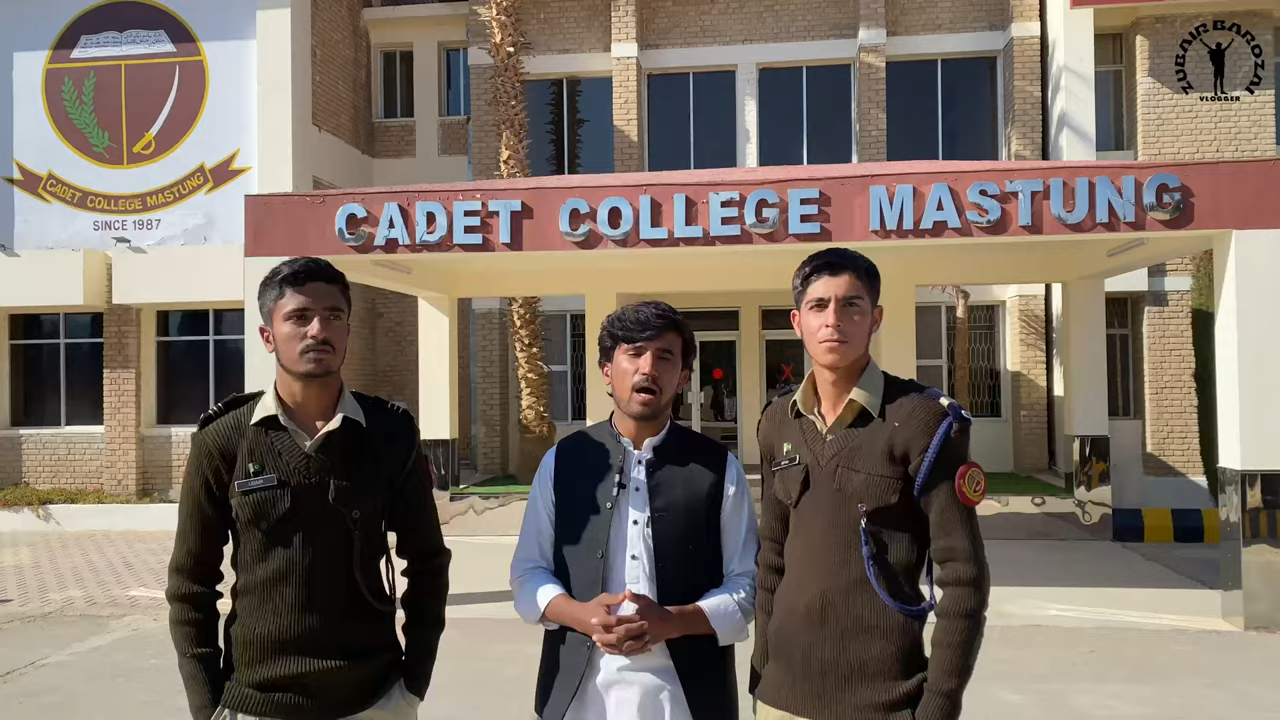 CADET COLLEGE MASTUNG
SINCE 1987
CADET COLLEGE MASTUNG
ZUBAIR BAROZAI
VLOGGER